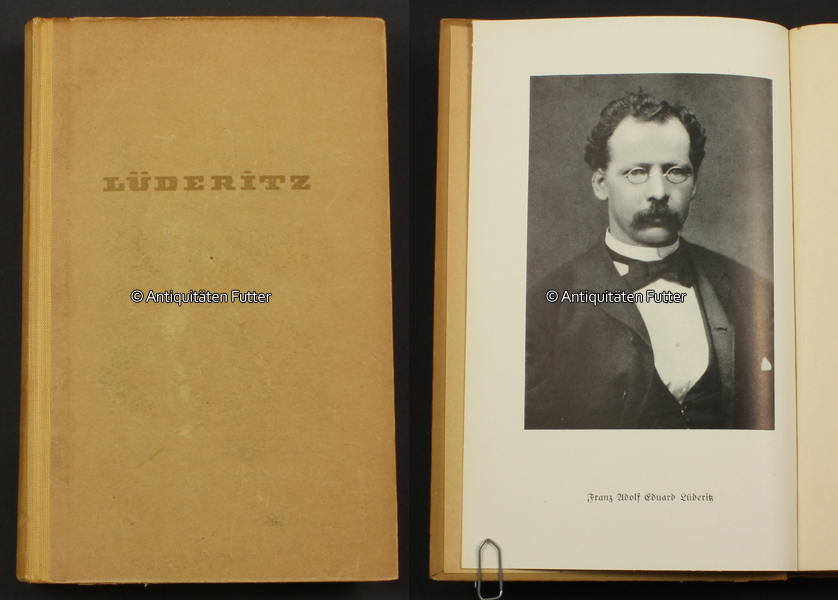 LÜDERITZ
© Antiquitäten Futter
© Antiquitäten Futter
Franz Adolf Eduard Lüderitz